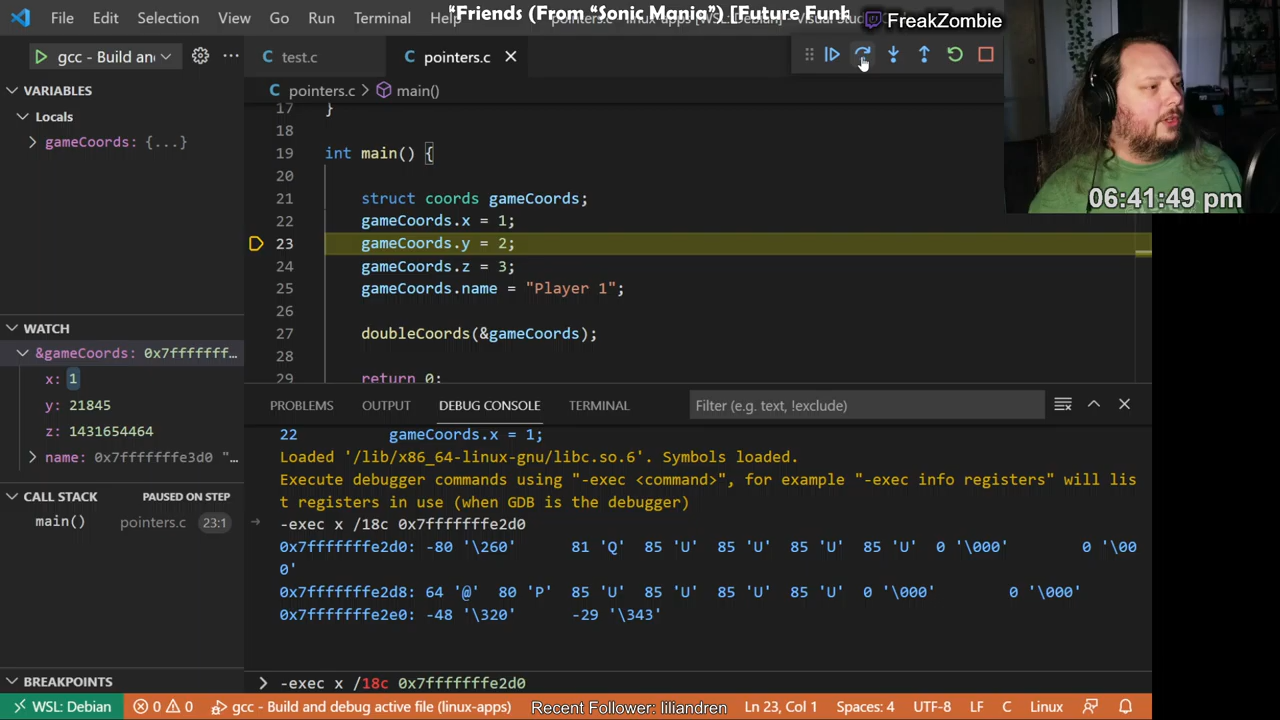 "Friends (From "Sonic Mania") [Future Funk
FreakZombie
File Edit Selection View Go Run Terminal Help
gcc - Build an
test.c
pointers.c
VARIABLES
pointers.c > main()
Locals
gameCoords: {...}
17 }
18
19 int main() {
20
21 struct coords gameCoords;
22 gameCoords.x = 1;
23 gameCoords.y = 2;
24 gameCoords.z = 3;
25 gameCoords.name = "Player 1";
26
27 doubleCoords(&gameCoords);
28
29 return 0;
06:41:49 pm
WATCH
&gameCoords: 0x7fffffff…
x: 1
y: 21845
z: 1431654464
name: 0x7fffffffe3d0 "…
CALL STACK PAUSED ON STEP
main() pointers.c 23:1
BREAKPOINTS
PROBLEMS OUTPUT DEBUG CONSOLE TERMINAL
Filter (e.g. text, !exclude)
22 gameCoords.x = 1;
Loaded '/lib/x86_64-linux-gnu/libc.so.6'. Symbols loaded.
Execute debugger commands using "-exec <command>", for example "-exec info registers" will lis
t registers in use (when GDB is the debugger)
-exec x /18c 0x7fffffffe2d0
0x7fffffffe2d0: -80 '\260' 81 'Q' 85 'U' 85 'U' 85 'U' 85 'U' 0 '\000' 0 '\00
0'
0x7fffffffe2d8: 64 '@' 80 'P' 85 'U' 85 'U' 85 'U' 85 'U' 0 '\000' 0 '\000'
0x7fffffffe2e0: -48 '\320' -29 '\343'
-exec x /18c 0x7fffffffe2d0
WSL: Debian 0 0 gcc - Build and debug active file (linux-apps) Recent Follower: liliandren Ln 23, Col 1 Spaces: 4 UTF-8 LF C Linux